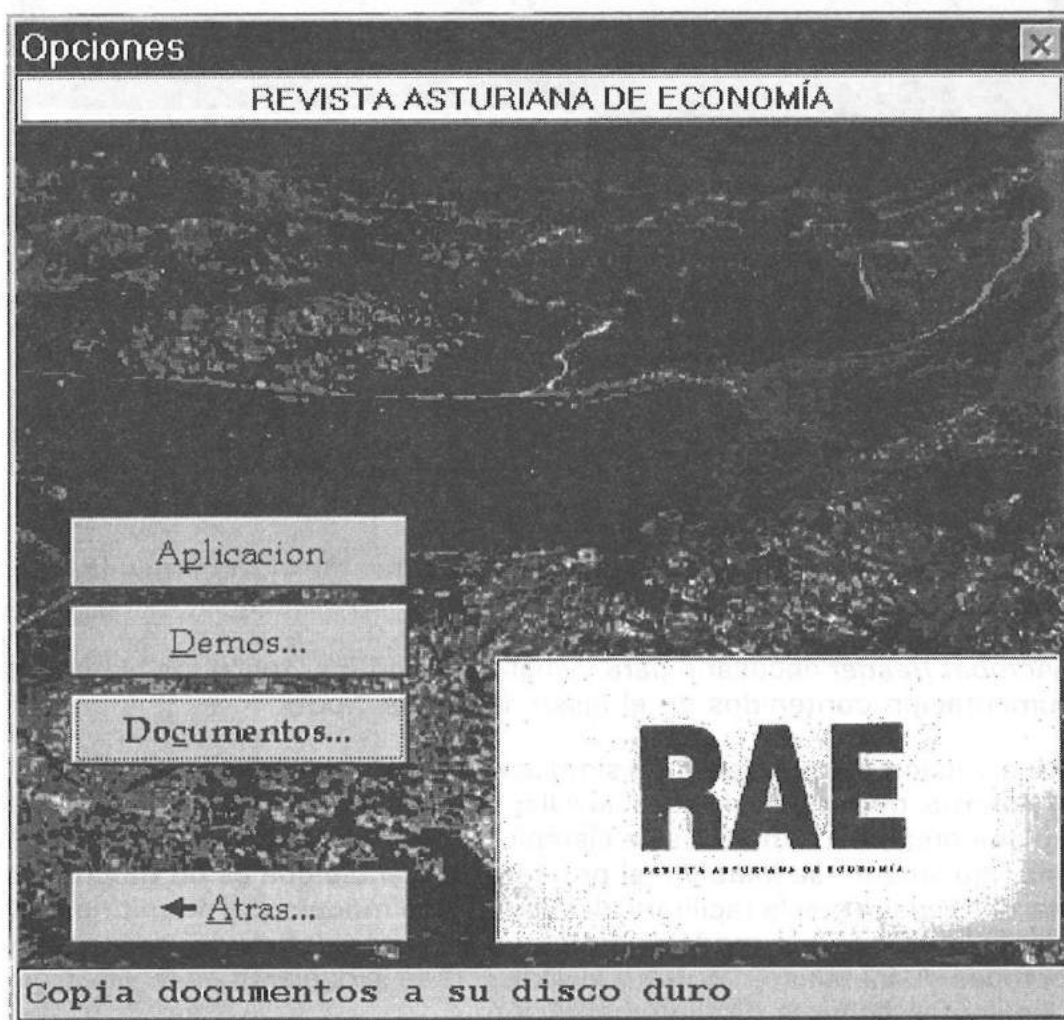 Opciones
REVISTA ASTURIANA DE ECONOMÍA
Aplicacion
Demos...
Documentos...
RAE
REVISTA ASTURIANA DE ECONOMÍA
Atras...
Copia documentos a su disco duro